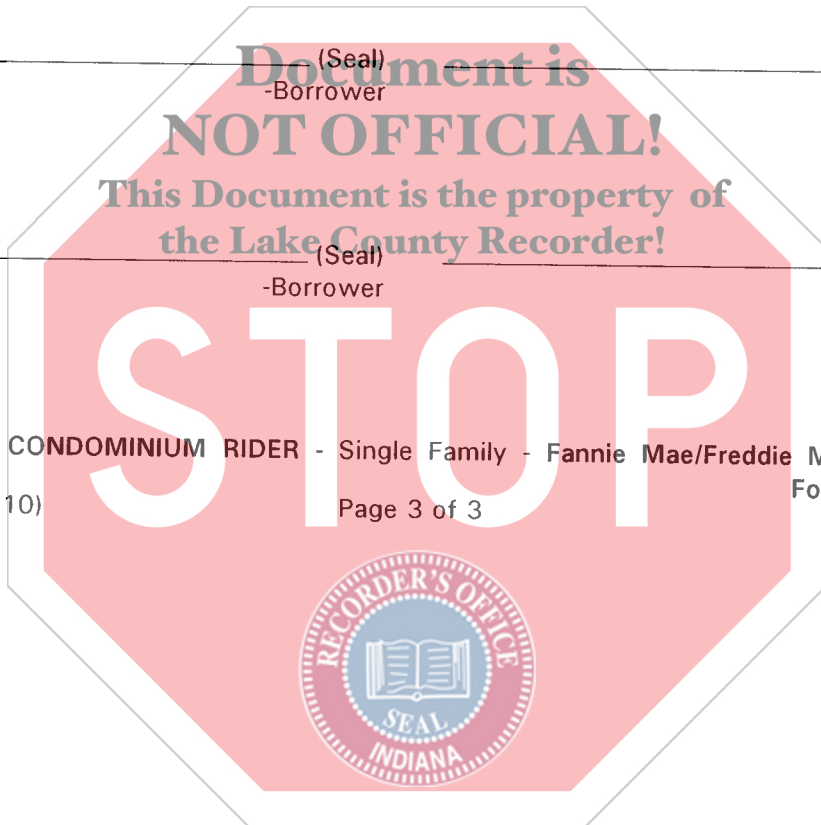 (Seal)
-Borrower
Document is
NOT OFFICIAL!
This Document is the property of
the Lake County Recorder!
(Seal)
-Borrower
STOP
CONDOMINIUM RIDER - Single Family - Fannie Mae/Freddie M
Fo
10)
Page 3 of 3
RECORDER'S OFFICE
SEAL
INDIANA